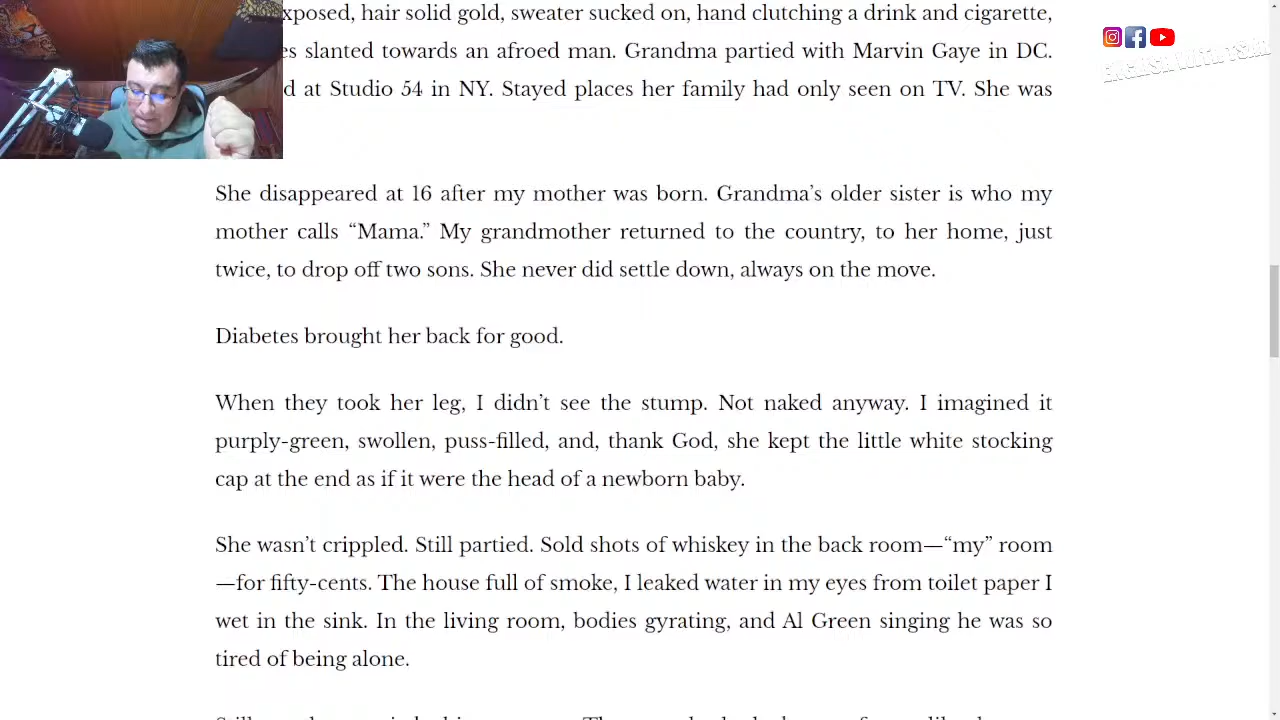 xposed, hair solid gold, sweater sucked on, hand clutching a drink and cigarette,
es slanted towards an afroed man. Grandma partied with Marvin Gaye in DC.
d at Studio 54 in NY. Stayed places her family had only seen on TV. She was
ENGLISH WITH
She disappeared at 16 after my mother was born. Grandma’s older sister is who my
mother calls “Mama.” My grandmother returned to the country, to her home, just
twice, to drop off two sons. She never did settle down, always on the move.
Diabetes brought her back for good.
When they took her leg, I didn’t see the stump. Not naked anyway. I imagined it
purply-green, swollen, puss-filled, and, thank God, she kept the little white stocking
cap at the end as if it were the head of a newborn baby.
She wasn’t crippled. Still partied. Sold shots of whiskey in the back room—“my” room
—for fifty-cents. The house full of smoke, I leaked water in my eyes from toilet paper I
wet in the sink. In the living room, bodies gyrating, and Al Green singing he was so
tired of being alone.